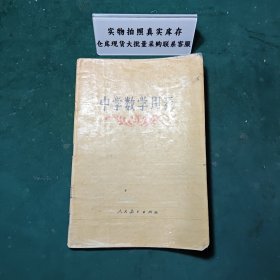 实物拍照真实库存
仓库现货大批量采购联系客服
中学数学用表
人民教育出版社